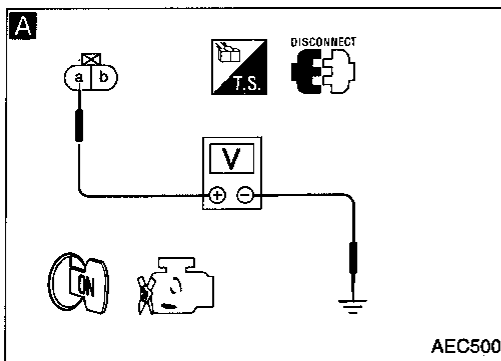 A
DISCONNECT
a b
T.S.
V
+ −
ON
AEC500